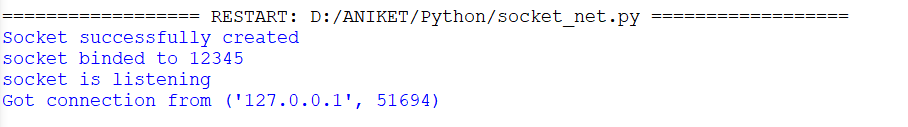 =================== RESTART: D:/ANIKET/Python/socket_net.py ===================
Socket successfully created
socket binded to 12345
socket is listening
Got connection from ('127.0.0.1', 51694)